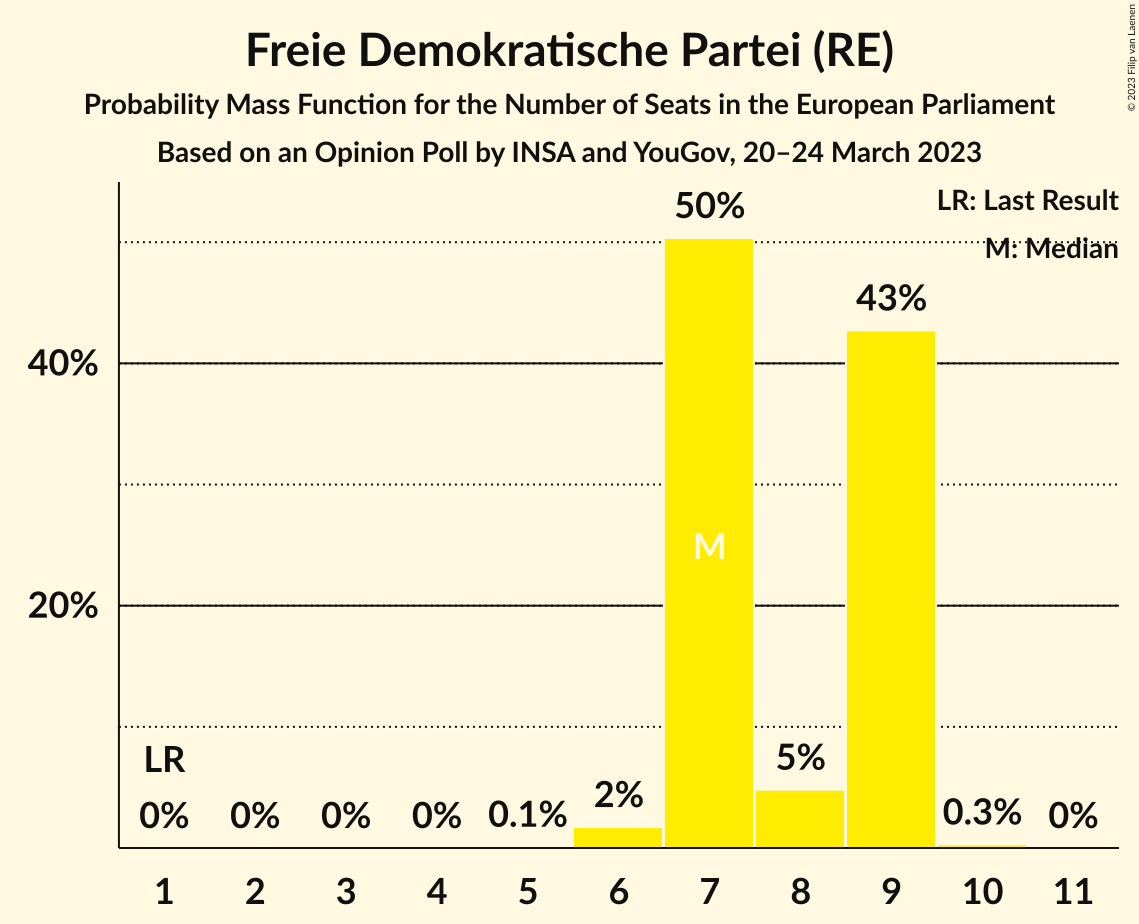 Freie Demokratische Partei (RE)
Probability Mass Function for the Number of Seats in the European Parliament
Based on an Opinion Poll by INSA and YouGov, 20–24 March 2023
© 2023 Filip van Laenen
LR: Last Result
M: Median
50%
43%
40%
M
20%
LR
0% 0% 0% 0% 0.1% 2% 5% 0.3% 0%
1 2 3 4 5 6 7 8 9 10 11